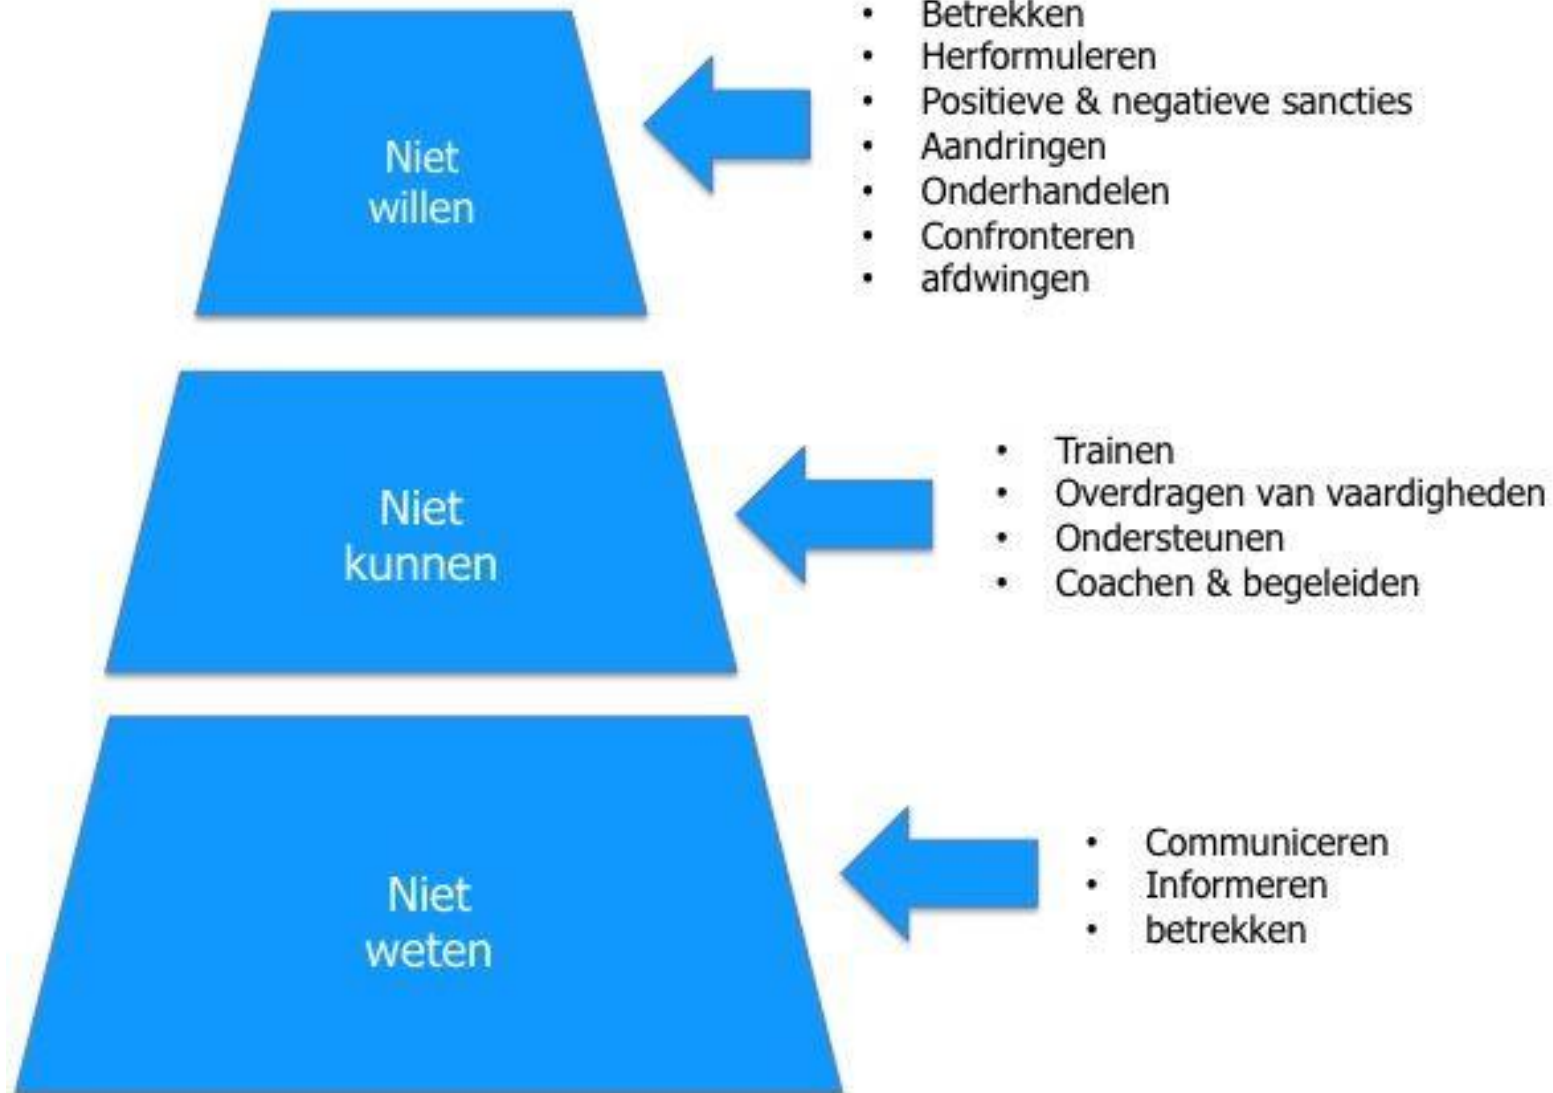 Niet
willen
• Betrekken
• Herformuleren
• Positieve & negatieve sancties
• Aandringen
• Onderhandelen
• Confronteren
• afdwingen
Niet
kunnen
• Trainen
• Overdragen van vaardigheden
• Ondersteunen
• Coachen & begeleiden
Niet
weten
• Communiceren
• Informeren
• betrekken